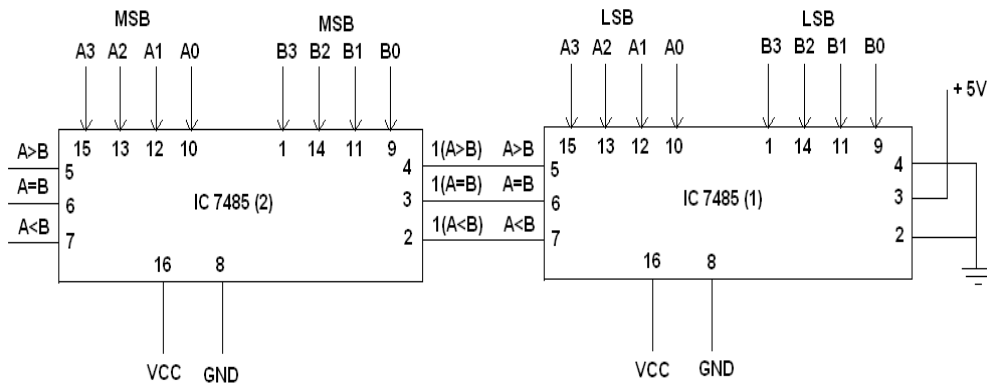 MSB MSB LSB LSB
A3 A2 A1 A0 B3 B2 B1 B0 A3 A2 A1 A0 B3 B2 B1 B0
+ 5V
15 13 12 10 1 14 11 9 15 13 12 10 1 14 11 9
A>B 5 4 1(A>B) A>B 5 4
A=B 6 IC 7485 (2) 3 1(A=B) A=B 6 IC 7485 (1) 3
A<B 7 2 1(A<B) A<B 7 2
16 8 16 8
VCC GND VCC GND